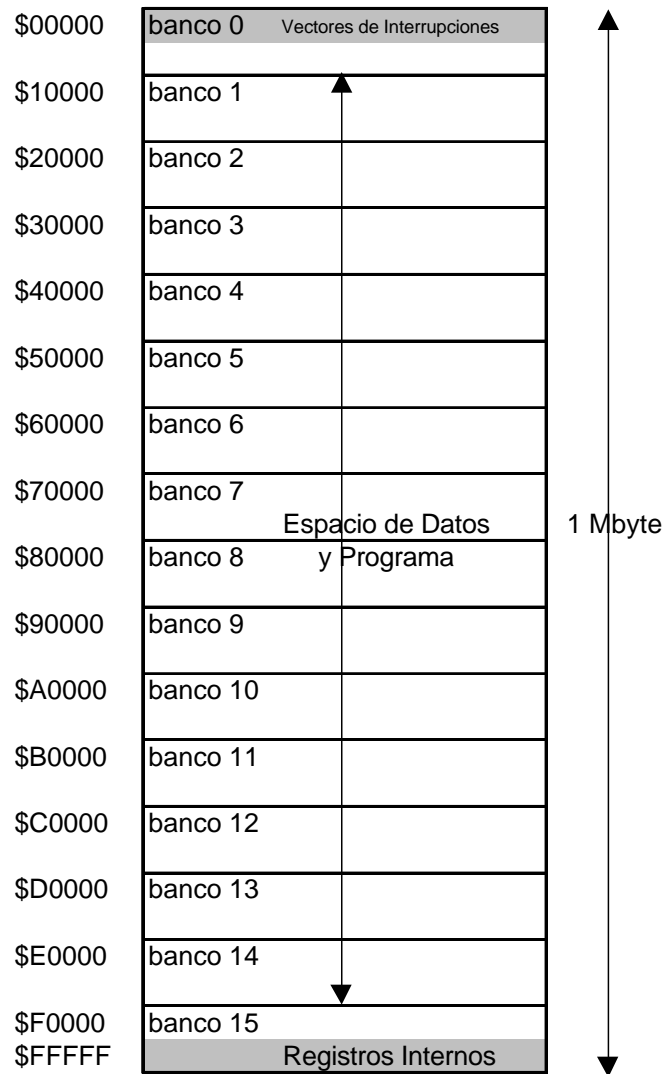 $00000 banco 0 Vectores de Interrupciones
$10000 banco 1
$20000 banco 2
$30000 banco 3
$40000 banco 4
$50000 banco 5
$60000 banco 6
$70000 banco 7
Espacio de Datos 1 Mbyte
$80000 banco 8 y Programa
$90000 banco 9
$A0000 banco 10
$B0000 banco 11
$C0000 banco 12
$D0000 banco 13
$E0000 banco 14
$F0000 banco 15
$FFFFF Registros Internos